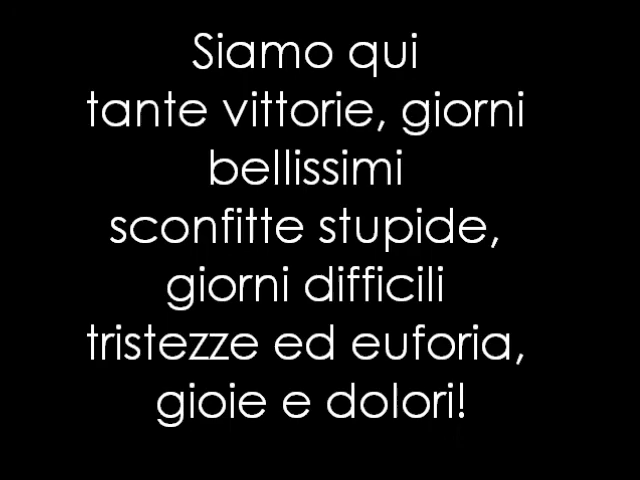 Siamo qui
tante vittorie, giorni
bellissimi
sconfitte stupide,
giorni difficili
tristezze ed euforia,
gioie e dolori!